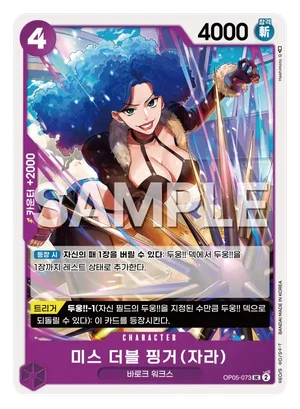 4
4000
타격
斬
카운터 +2000
SAMPLE
등장 시 자신의 패 1장을 버릴 수 있다: 두웅!! 덱에서 두웅!!을
1장까지 레스트 상태로 추가한다.
트리거 두웅!!-1(자신 필드의 두웅!!을 지정된 수만큼 두웅!! 덱으로
되돌릴 수 있다): 이 카드를 등장시킨다.
CHARACTER
미스 더블 핑거(자라)
바로크 워크스
OP05-073 UC 2
BANDAI MADE IN KOREA
©E.O/S. ©E.O/S·F·T